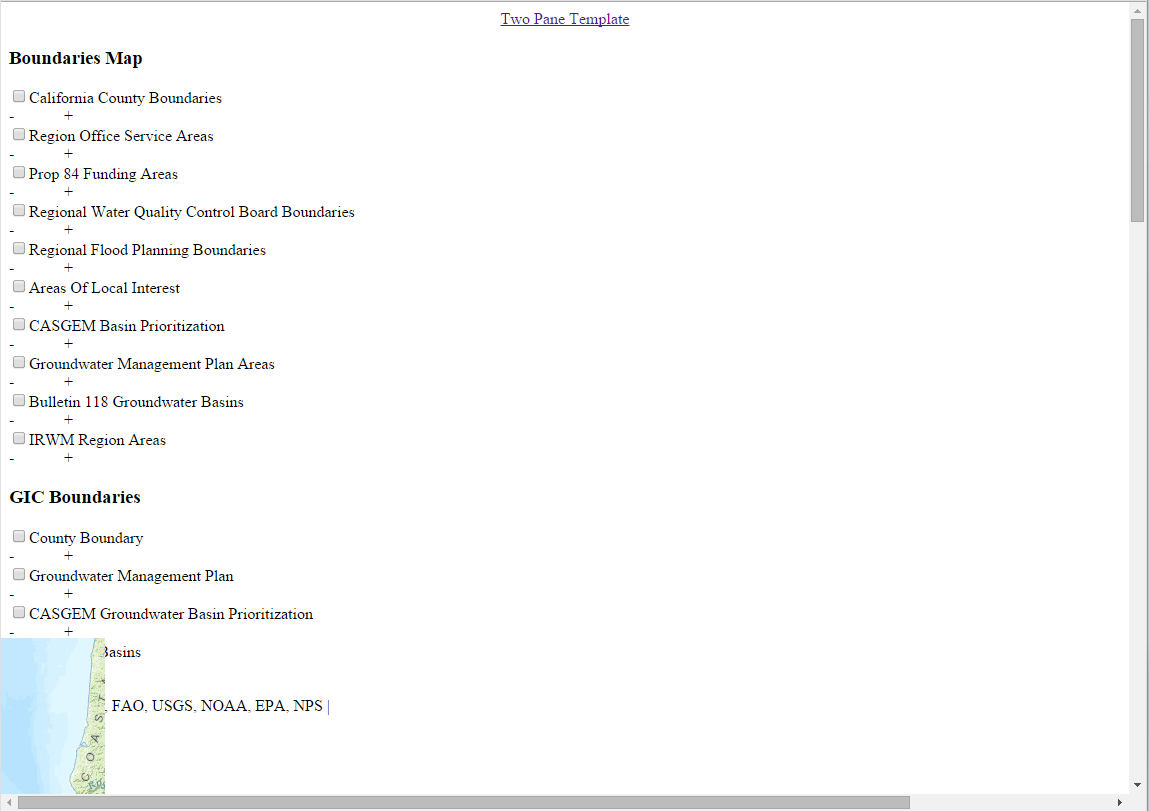 Two Pane Template
Boundaries Map
California County Boundaries
- +
Region Office Service Areas
- +
Prop 84 Funding Areas
- +
Regional Water Quality Control Board Boundaries
- +
Regional Flood Planning Boundaries
- +
Areas Of Local Interest
- +
CASGEM Basin Prioritization
- +
Groundwater Management Plan Areas
- +
Bulletin 118 Groundwater Basins
- +
IRWM Region Areas
- +
GIC Boundaries
County Boundary
- +
Groundwater Management Plan
- +
CASGEM Groundwater Basin Prioritization
- +
Basins
, FAO, USGS, NOAA, EPA, NPS |
COAST